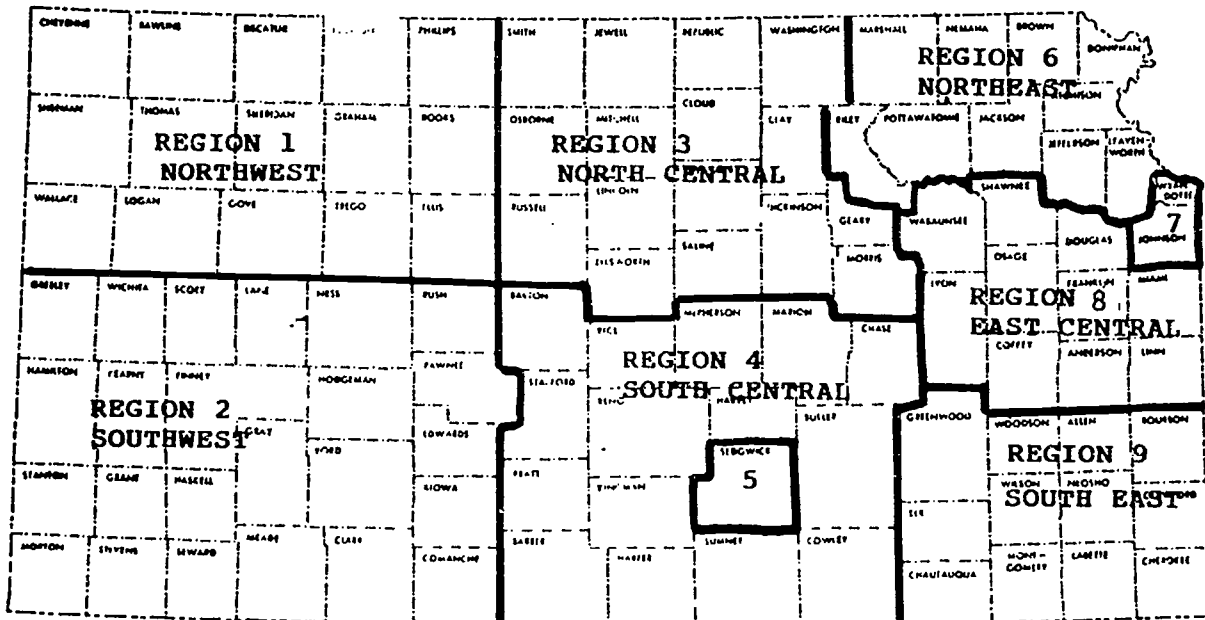 CHEYENNE RAWLINS DECATUR PHILLIPS SMITH JEWELL REPUBLIC WASHINGTON MARSHALL NEMAHA BROWN
DONIPHAN
REGION 6
NORTHEAST
ATCHISON
SHERMAN THOMAS SHERIDAN GRAHAM ROOKS OSBORNE MITCHELL CLOUD CLAY RILEY POTTAWATOMIE JACKSON
JEFFERSON LEAVEN-
WORTH
REGION 1
NORTHWEST
REGION 3
NORTH CENTRAL
LINCOLN
WALLACE LOGAN GOVE TREGO ELLIS RUSSELL DICKINSON GEARY WABAUNSEE SHAWNEE WYAN-
DOTTE
7
JOHNSON
DOUGLAS
OSAGE
SALINE
ELLSWORTH
MORRIS
LYON
FRANKLIN MIAMI
REGION 8
EAST CENTRAL
COFFEY ANDERSON LINN
GREELEY WICHITA SCOTT LANE NESS RUSH BARTON
RICE McPHERSON MARION CHASE
REGION 4
SOUTH CENTRAL
HAMILTON KEARNY FINNEY HODGEMAN PAWNEE STAFFORD
RENO HARVEY BUTLER GREENWOOD
REGION 2
SOUTHWEST
GRAY
FORD
EDWARDS
WOODSON ALLEN BOURBON
REGION 9
SOUTH EAST
WILSON NEOSHO
SEDGWICK
5
STANTON GRANT HASKELL KIOWA PRATT KINGMAN
ELK
MORTON STEVENS SEWARD MEADE CLARK COMANCHE BARBER HARPER SUMNER COWLEY
CHAUTAUQUA
MONT-
GOMERY
LABETTE CHEROKEE